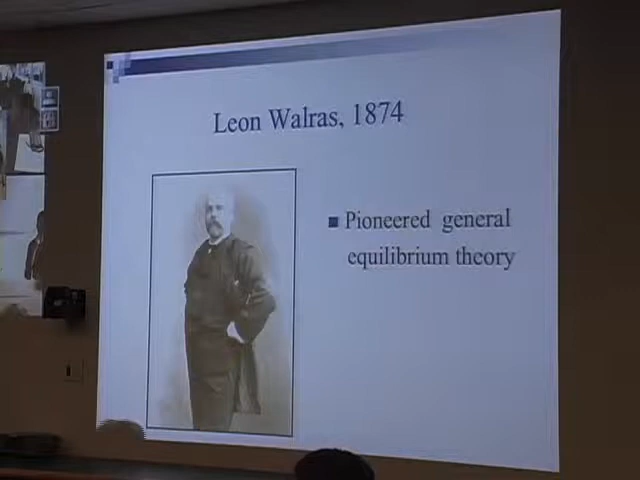 Leon Walras, 1874
Pioneered general
equilibrium theory